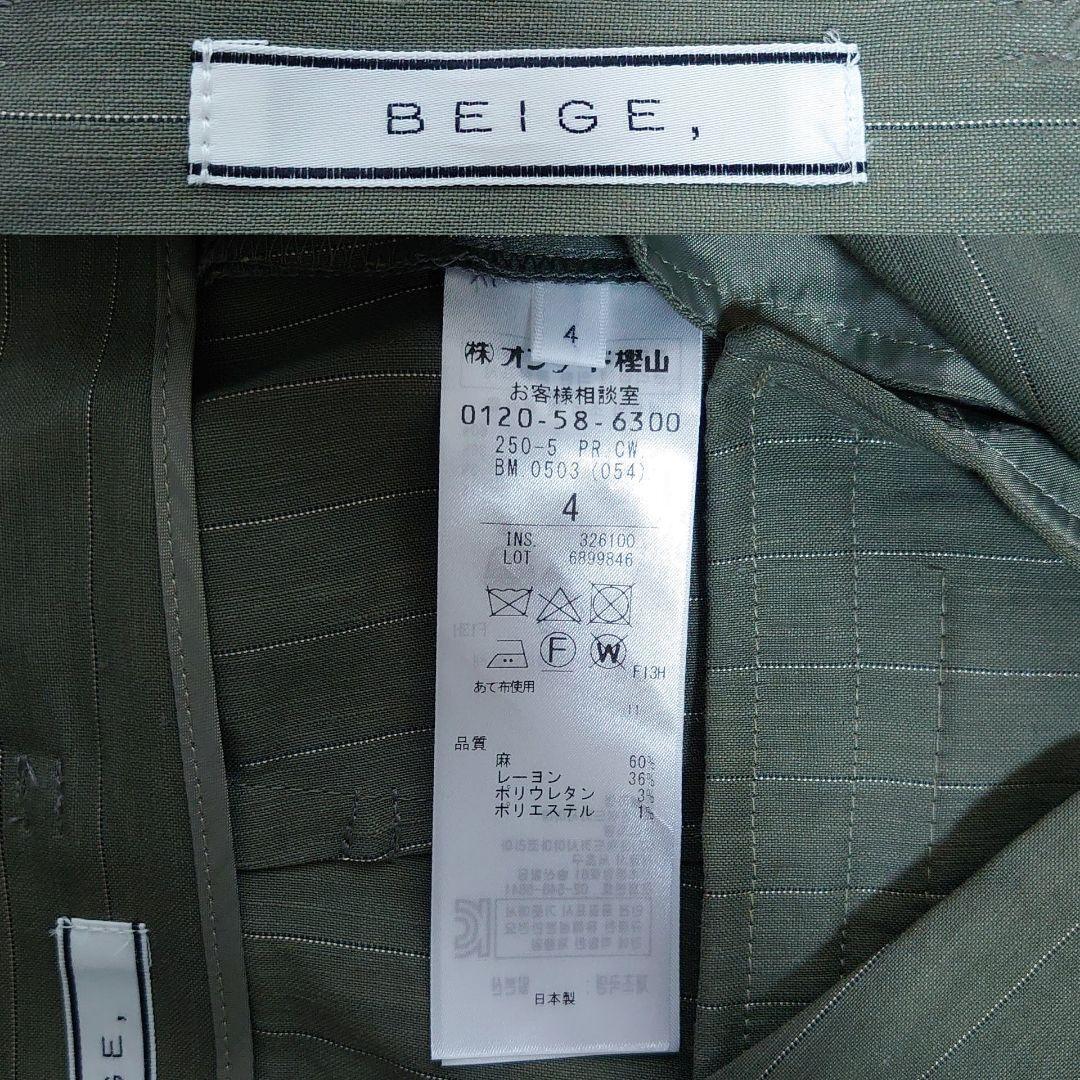 BEIGE,
4
㈱オンワード樫山
お客様相談室
0120-58-6300
250-5 PR.CW.
BM.0503(054)
4
INS. 326100
LOT 6899846
F W
F13H
あて布使用
11
品質
麻 60%
レーヨン 36%
ポリウレタン 3%
ポリエステル 1%
日本製
GE,